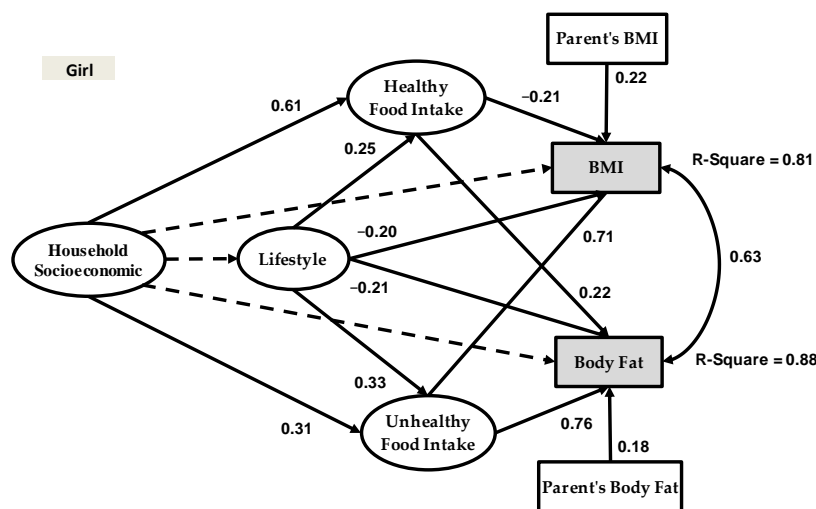 Parent's BMI
Girl
0.22
Healthy
Food Intake
−0.21
0.61
0.25
BMI
R-Square = 0.81
−0.20
0.71
Household
Socioeconomic
Lifestyle
0.63
−0.21
0.22
Body Fat
R-Square = 0.88
0.33
0.31
Unhealthy
Food Intake
0.76
0.18
Parent's Body Fat